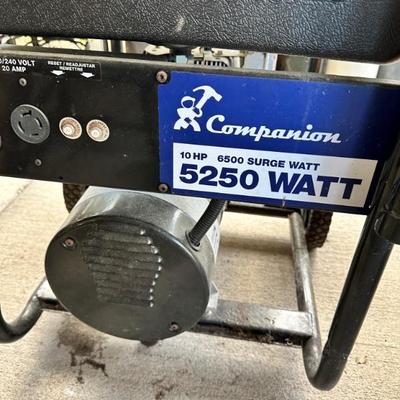 /240 VOLT
20 AMP
RESET / READJUSTAR
REMETTRE
Companion
10 HP 6500 SURGE WATT
5250 WATT